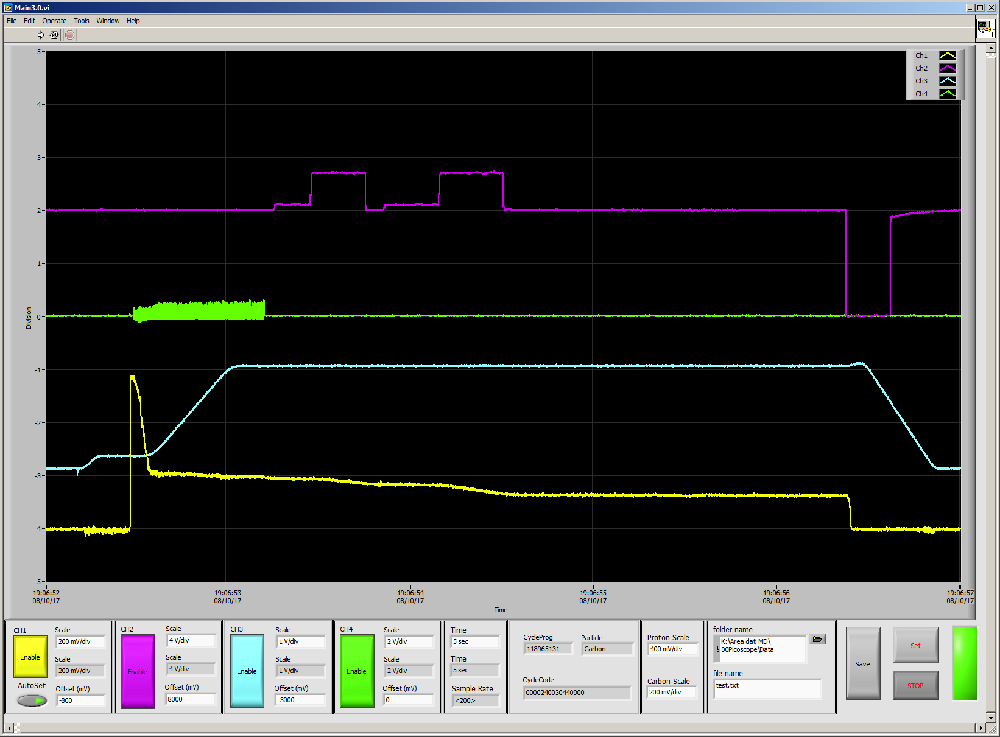 Main3.0.vi
File Edit Operate Tools Window Help
1
Ch1
Ch2
Ch3
Ch4
5
4
3
2
1
0
-1
-2
-3
-4
-5
Division
19:06:52 19:06:53 19:06:54 19:06:55 19:06:56 19:06:57
08/10/17 08/10/17 08/10/17 08/10/17 08/10/17 08/10/17
Time
CH1
Enable
AutoSet
Scale
200 mV/div
Scale
200 mV/div
Offset (mV)
-800
CH2
Enable
Scale
4 V/div
Scale
4 V/div
Offset (mV)
8000
CH3
Enable
Scale
1 V/div
Scale
1 V/div
Offset (mV)
-3000
CH4
Enable
Scale
2 V/div
Scale
2 V/div
Offset (mV)
0
Time
5 sec
Time
5 sec
Sample Rate
<200>
CycleProg
118965131
Particle
Carbon
CycleCode
0000240030440900
Proton Scale
400 mV/div
Carbon Scale
200 mV/div
folder name
K:\Area dati MD\
00Picoscope\Data
file name
test.txt
Save
Set
STOP